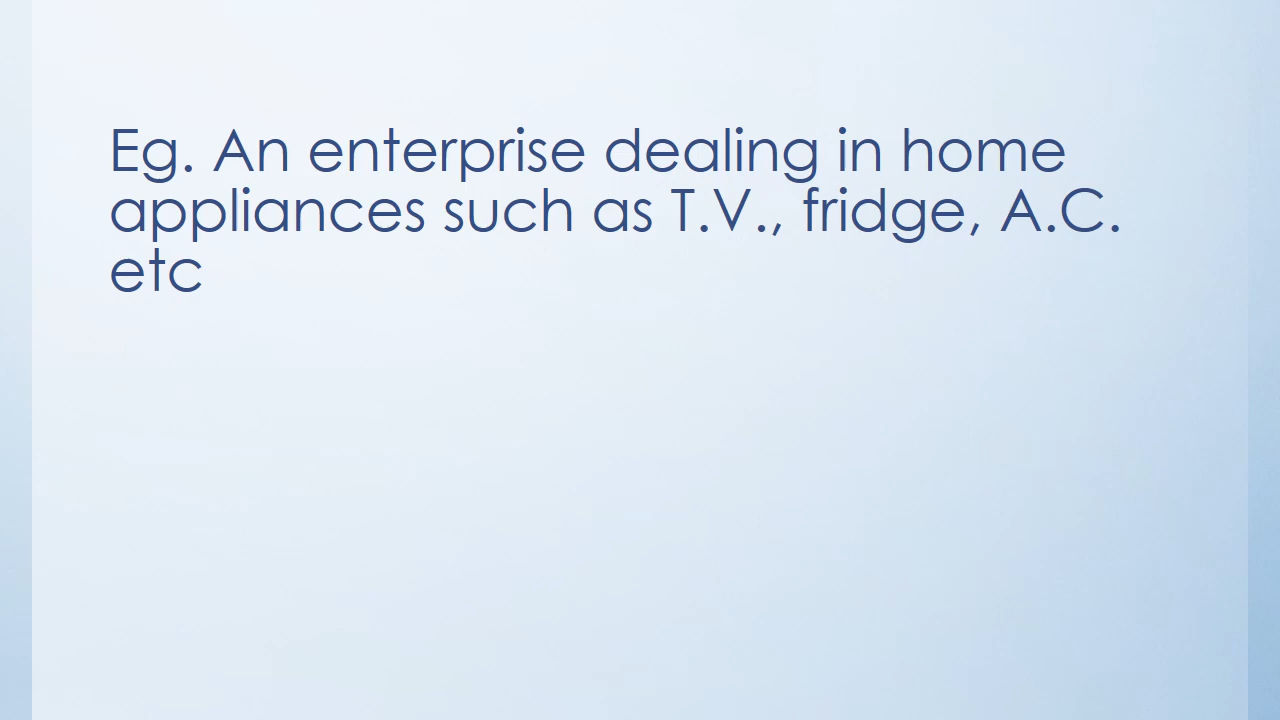 Eg. An enterprise dealing in home
appliances such as T.V., fridge, A.C.
etc